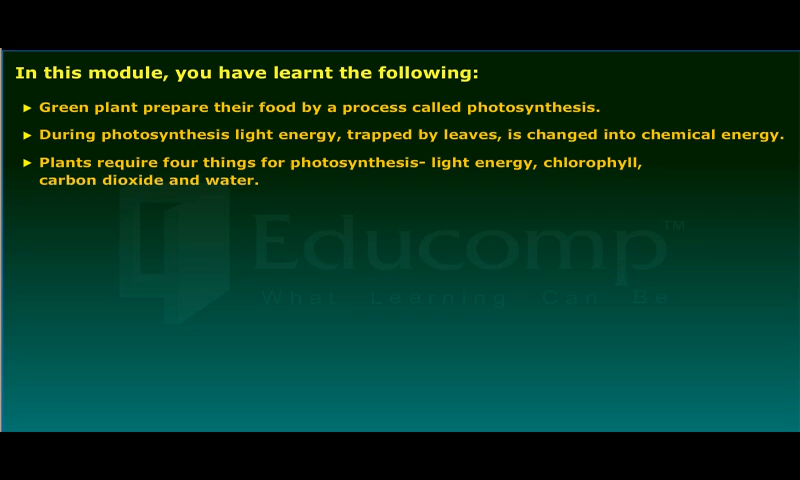 In this module, you have learnt the following:
► Green plant prepare their food by a process called photosynthesis.
► During photosynthesis light energy, trapped by leaves, is changed into chemical energy.
► Plants require four things for photosynthesis- light energy, chlorophyll,
carbon dioxide and water.
Educomp™
What Learning Can Be